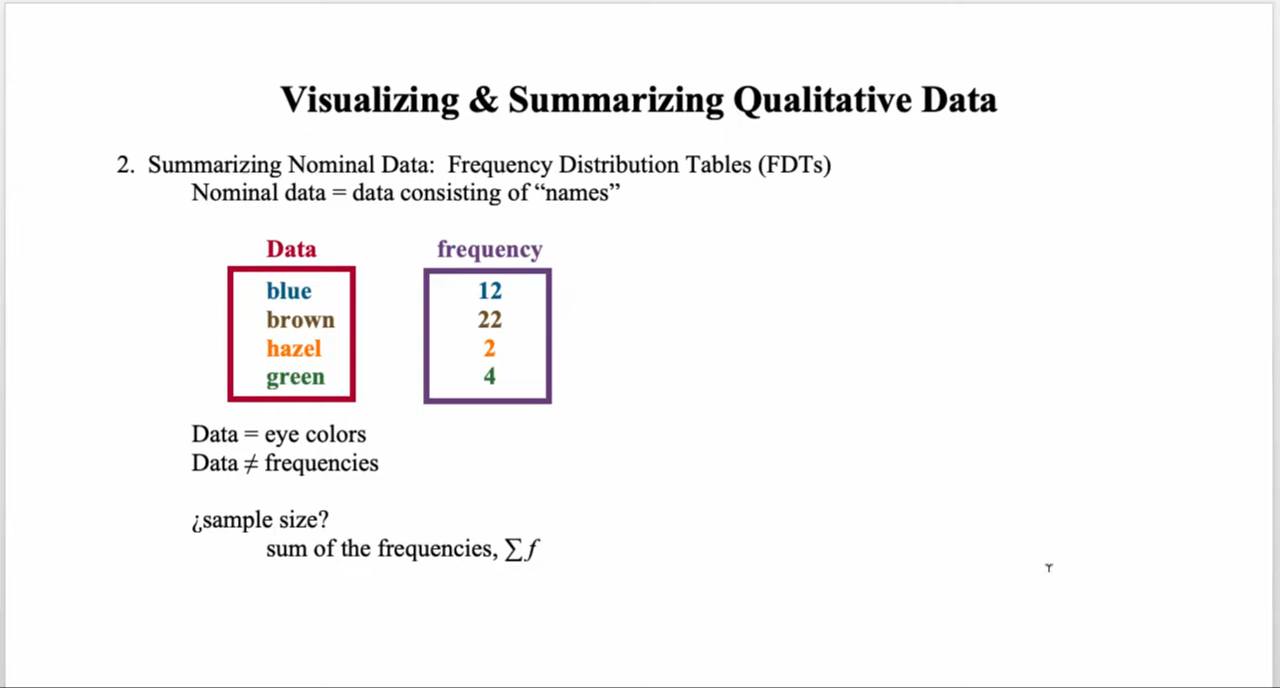 Visualizing & Summarizing Qualitative Data
2. Summarizing Nominal Data: Frequency Distribution Tables (FDTs)
Nominal data = data consisting of “names”
Data frequency
blue 12
brown 22
hazel 2
green 4
Data = eye colors
Data ≠ frequencies
¿sample size?
sum of the frequencies, ∑f